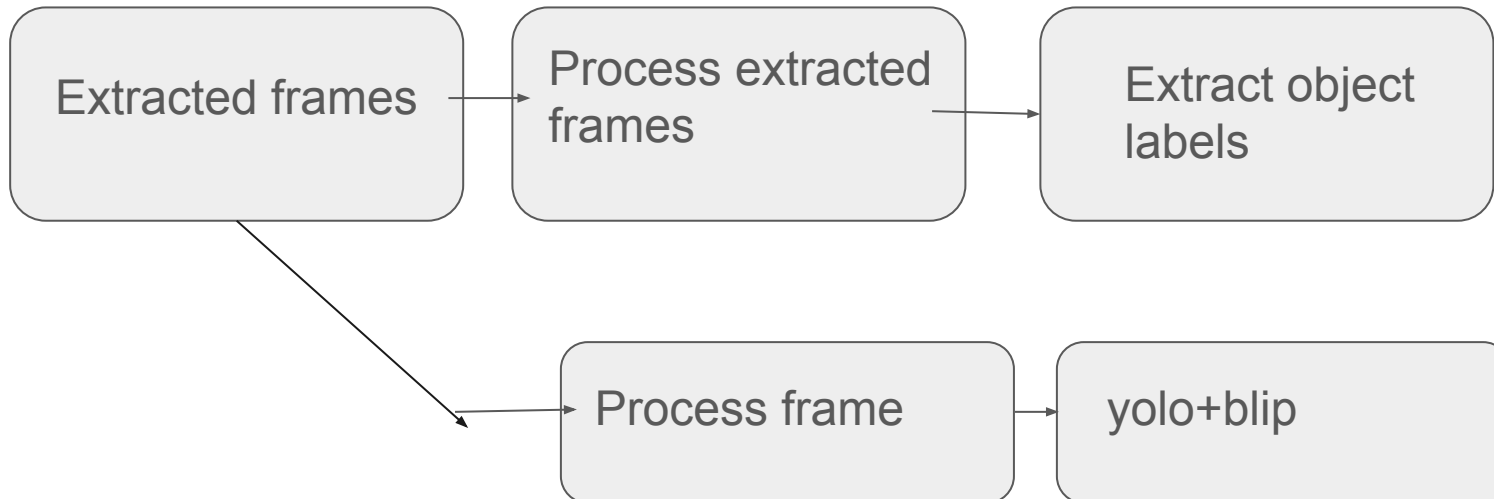 Extracted frames
Process extracted
frames
Extract object
labels
Process frame
yolo+blip